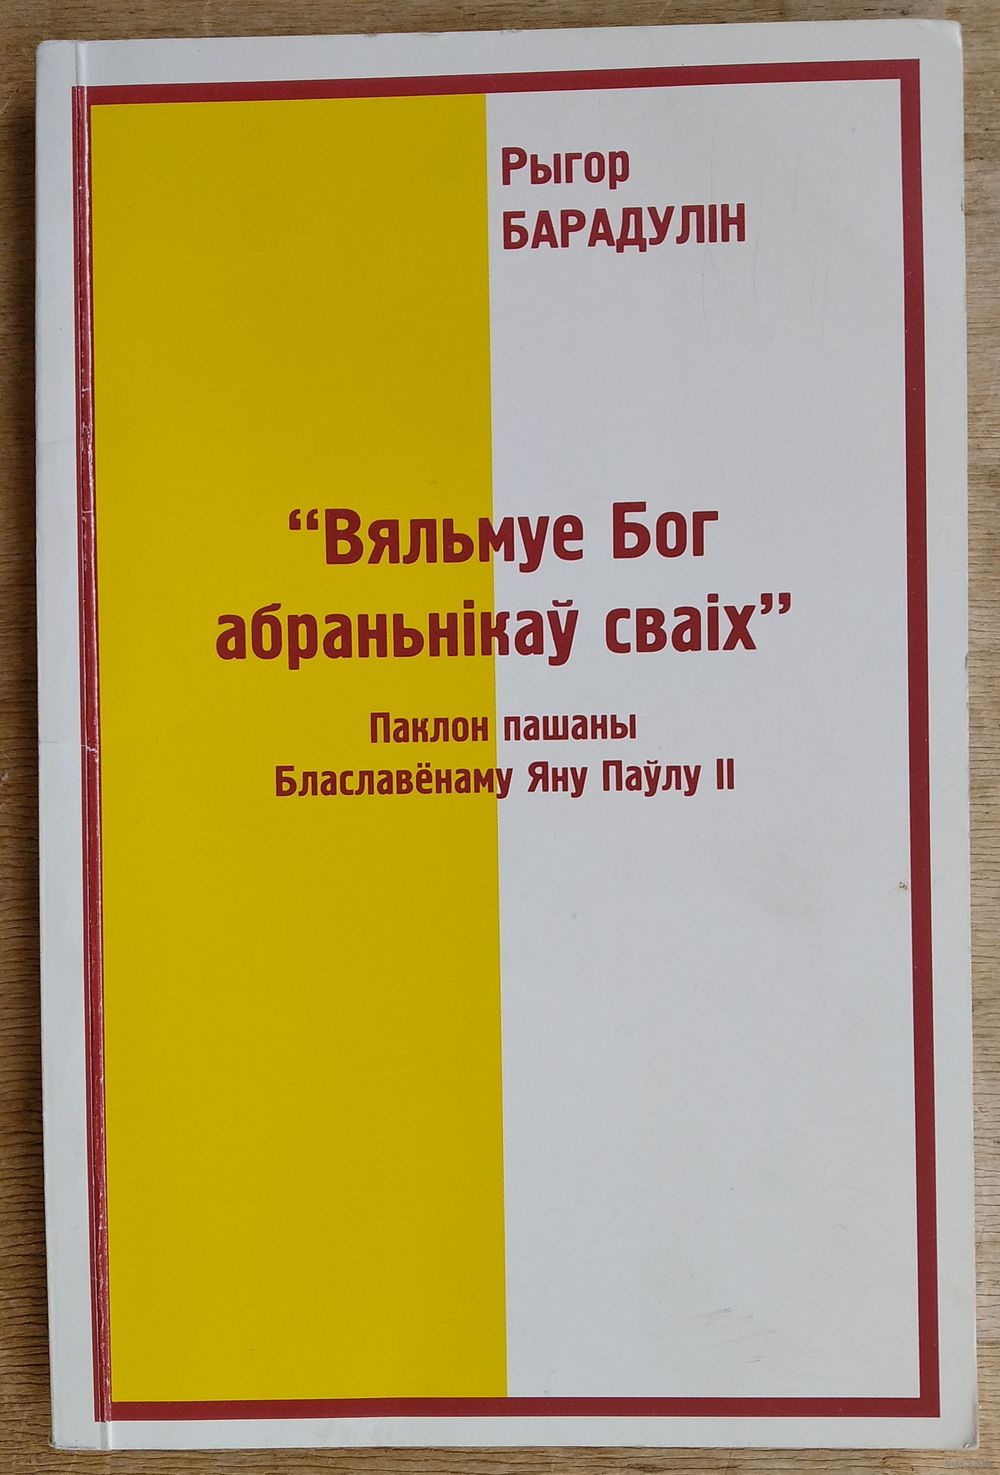 Рыгор
БАРАДУЛІН
“Вяльмуе Бог
абраньнікаў сваіх”
Паклон пашаны
Блаславёнаму Яну Паўлу II